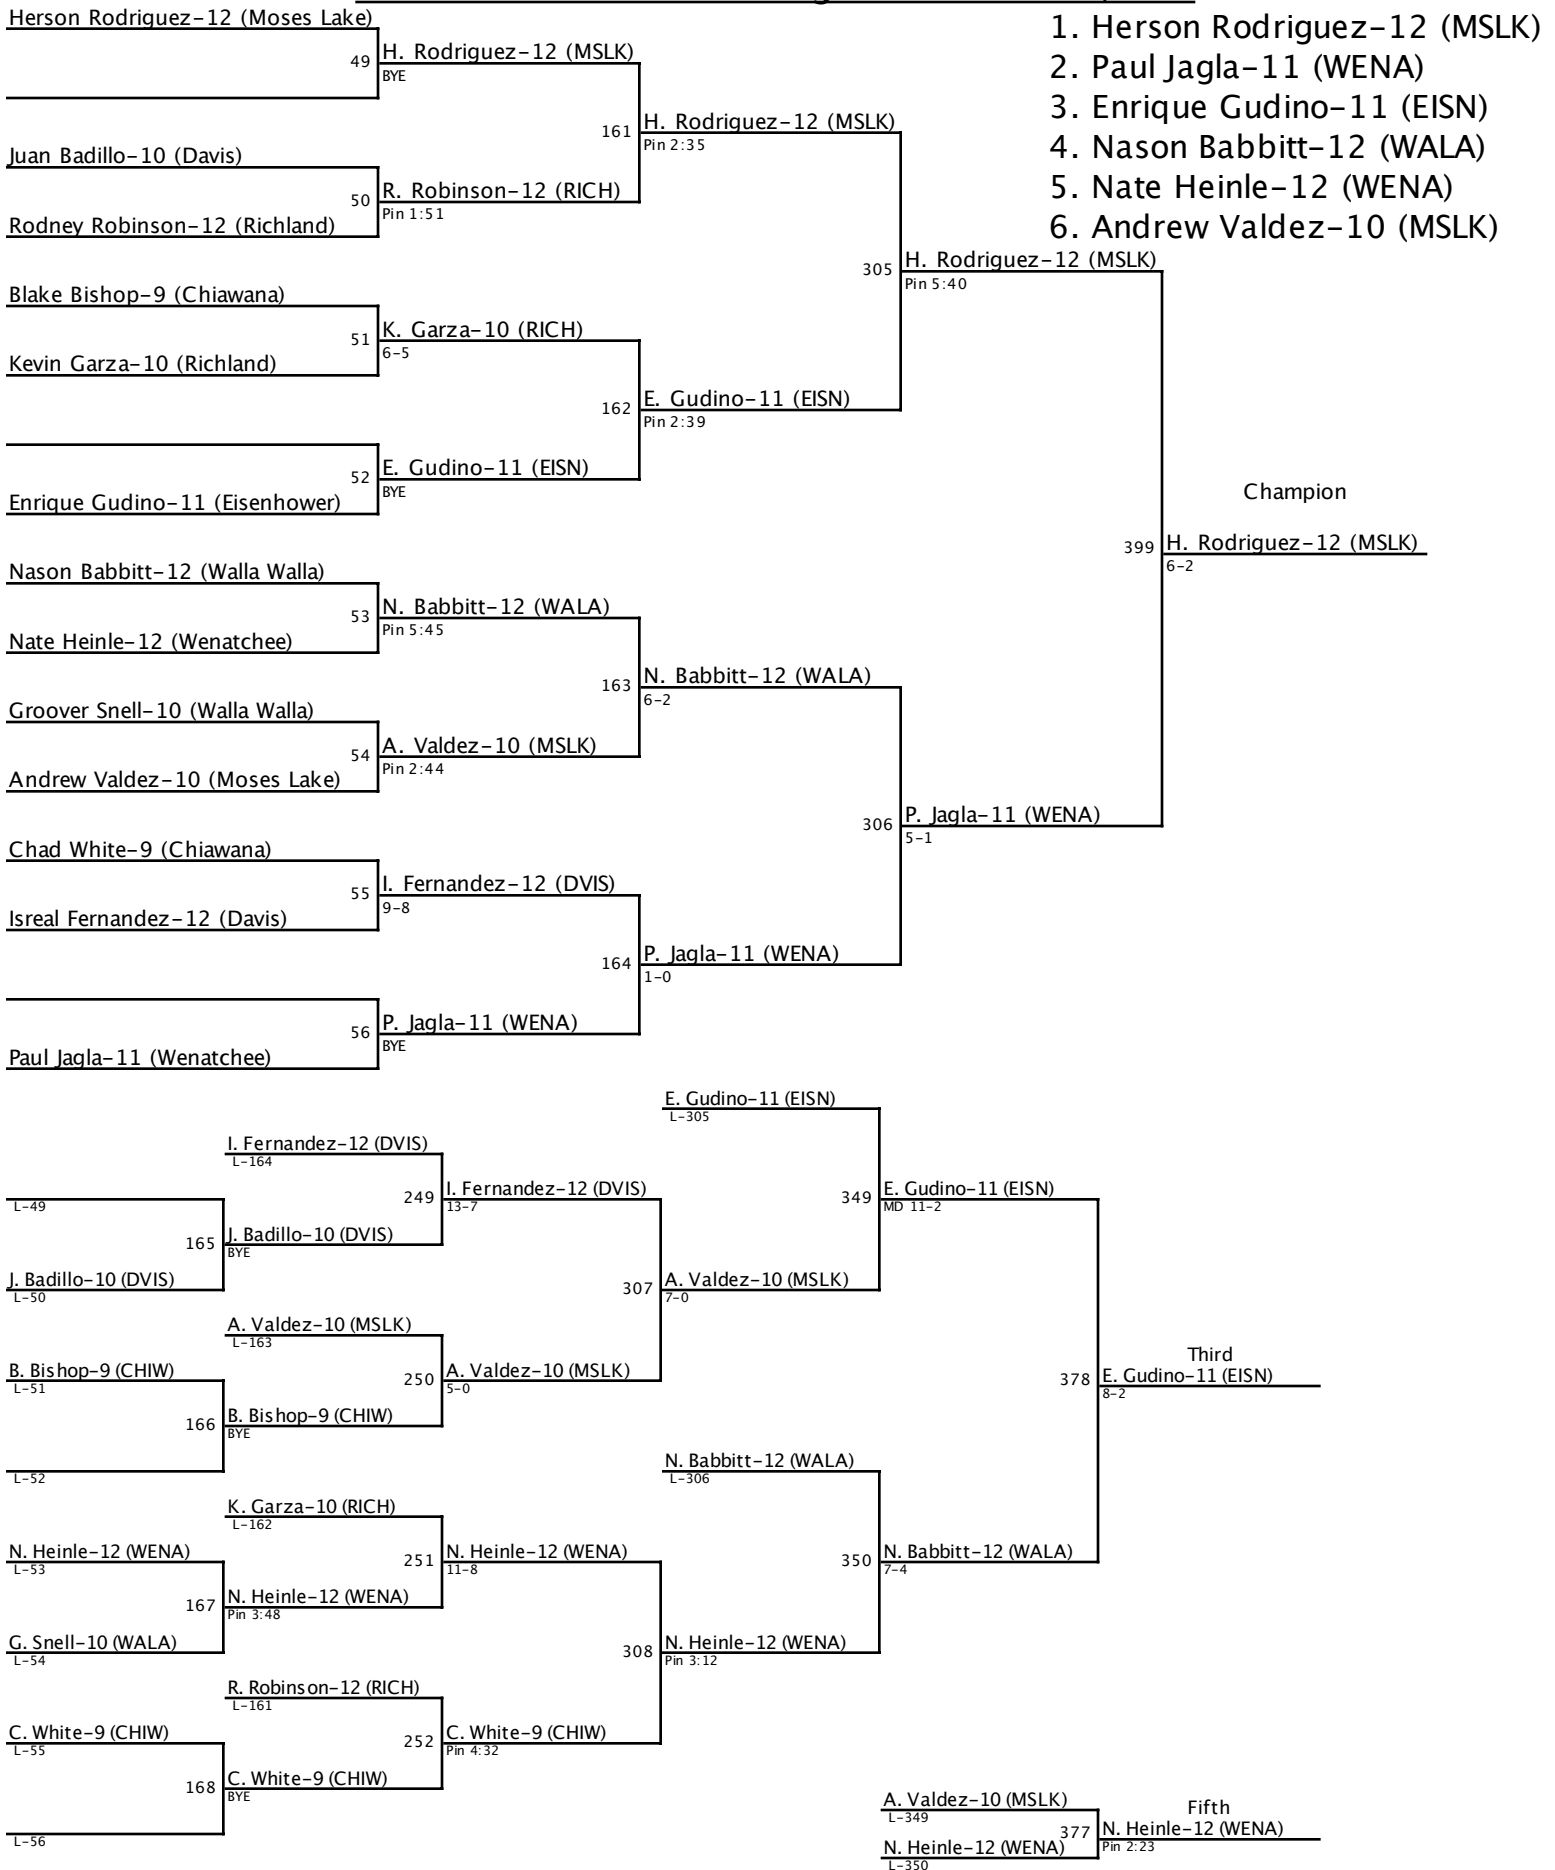 Herson Rodriguez-12 (Moses Lake)
49
H. Rodriguez-12 (MSLK)
BYE
Juan Badillo-10 (Davis)
50
R. Robinson-12 (RICH)
Pin 1:51
Rodney Robinson-12 (Richland)
161
H. Rodriguez-12 (MSLK)
Pin 2:35
Blake Bishop-9 (Chiawana)
51
K. Garza-10 (RICH)
6-5
Kevin Garza-10 (Richland)
162
E. Gudino-11 (EISN)
Pin 2:39
52
E. Gudino-11 (EISN)
BYE
Enrique Gudino-11 (Eisenhower)
305
H. Rodriguez-12 (MSLK)
Pin 5:40
1. Herson Rodriguez-12 (MSLK)
2. Paul Jagla-11 (WENA)
3. Enrique Gudino-11 (EISN)
4. Nason Babbitt-12 (WALA)
5. Nate Heinle-12 (WENA)
6. Andrew Valdez-10 (MSLK)
Champion
399
H. Rodriguez-12 (MSLK)
6-2
Nason Babbitt-12 (Walla Walla)
53
N. Babbitt-12 (WALA)
Pin 5:45
Nate Heinle-12 (Wenatchee)
163
N. Babbitt-12 (WALA)
6-2
Groover Snell-10 (Walla Walla)
54
A. Valdez-10 (MSLK)
Pin 2:44
Andrew Valdez-10 (Moses Lake)
306
P. Jagla-11 (WENA)
5-1
Chad White-9 (Chiawana)
55
I. Fernandez-12 (DVIS)
9-8
Isreal Fernandez-12 (Davis)
164
P. Jagla-11 (WENA)
1-0
56
P. Jagla-11 (WENA)
BYE
Paul Jagla-11 (Wenatchee)
E. Gudino-11 (EISN)
L-305
I. Fernandez-12 (DVIS)
L-164
249
I. Fernandez-12 (DVIS)
13-7
349
E. Gudino-11 (EISN)
MD 11-2
L-49
165
J. Badillo-10 (DVIS)
BYE
J. Badillo-10 (DVIS)
L-50
307
A. Valdez-10 (MSLK)
7-0
A. Valdez-10 (MSLK)
L-163
B. Bishop-9 (CHIW)
L-51
250
A. Valdez-10 (MSLK)
5-0
166
B. Bishop-9 (CHIW)
BYE
L-52
Third
378
E. Gudino-11 (EISN)
8-2
N. Babbitt-12 (WALA)
L-306
K. Garza-10 (RICH)
L-162
N. Heinle-12 (WENA)
L-53
251
N. Heinle-12 (WENA)
11-8
350
N. Babbitt-12 (WALA)
7-4
167
N. Heinle-12 (WENA)
Pin 3:48
G. Snell-10 (WALA)
L-54
308
N. Heinle-12 (WENA)
Pin 3:12
R. Robinson-12 (RICH)
L-161
C. White-9 (CHIW)
L-55
252
C. White-9 (CHIW)
Pin 4:32
168
C. White-9 (CHIW)
BYE
L-56
A. Valdez-10 (MSLK)
L-349
Fifth
377
N. Heinle-12 (WENA)
Pin 2:23
N. Heinle-12 (WENA)
L-350